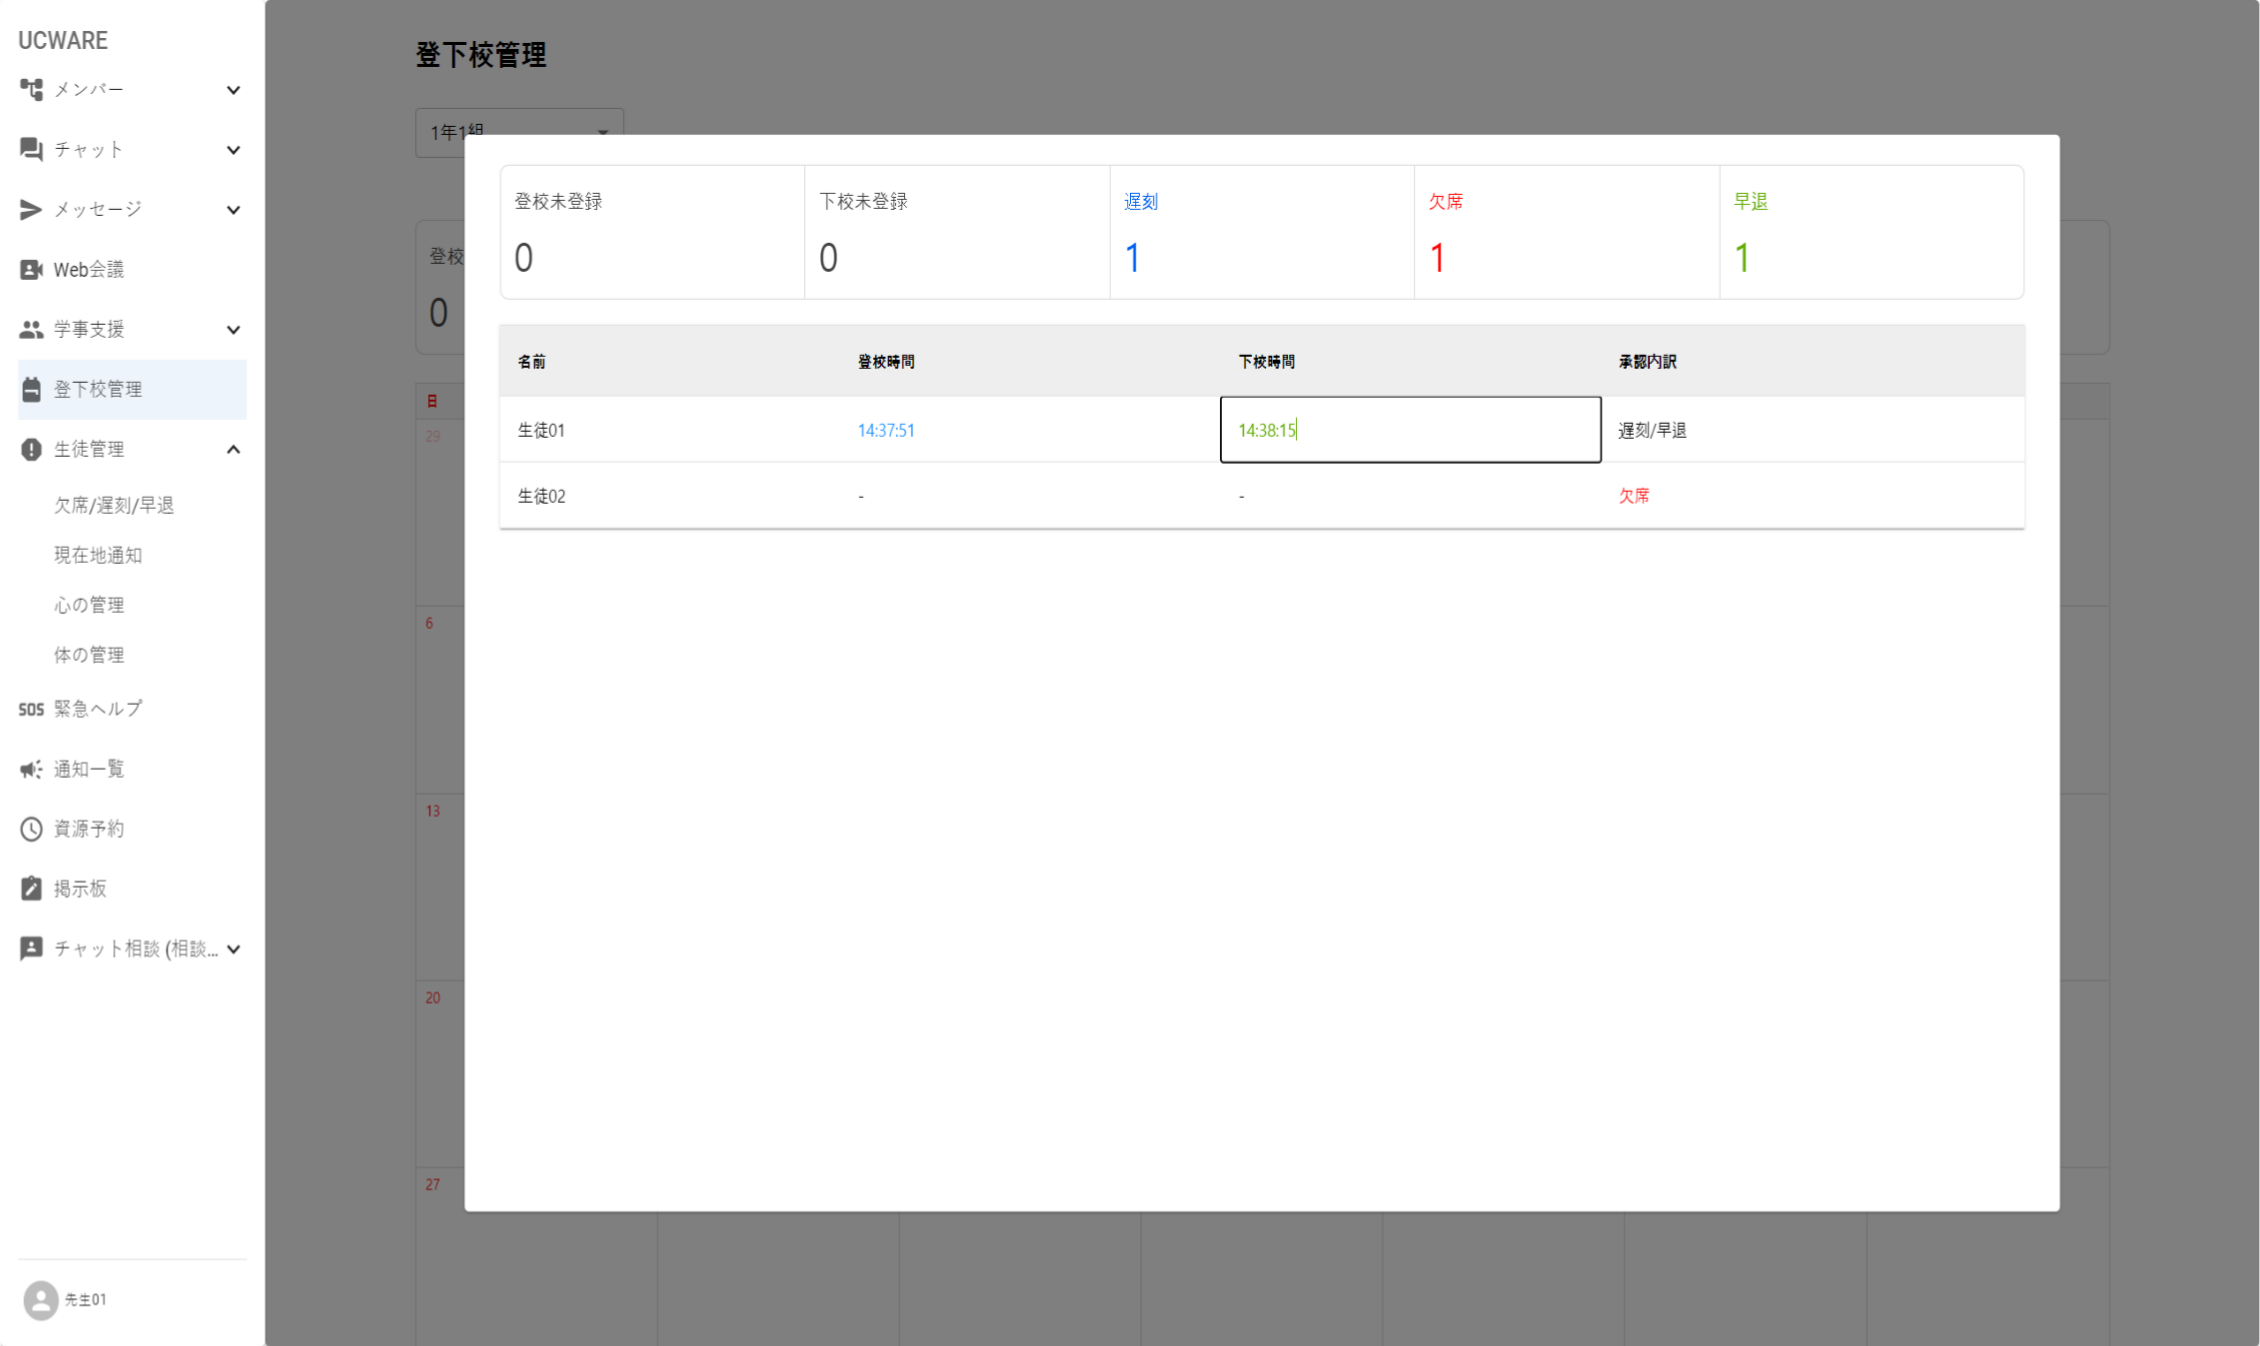 UCWARE
メンバー
チャット
メッセージ
Web会議
学事支援
登下校管理
生徒管理
欠席/遅刻/早退
現在地通知
心の管理
体の管理
SOS 緊急ヘルプ
通知一覧
資源予約
掲示板
チャット相談 (相談...
先生01
登下校管理
1年1組
登校
0
日
29
6
13
20
27
登校未登録 下校未登録 遅刻 欠席 早退
0 0 1 1 1
名前 登校時間 下校時間 承認内訳
生徒01 14:37:51 14:38:15 遅刻/早退
生徒02 - - 欠席